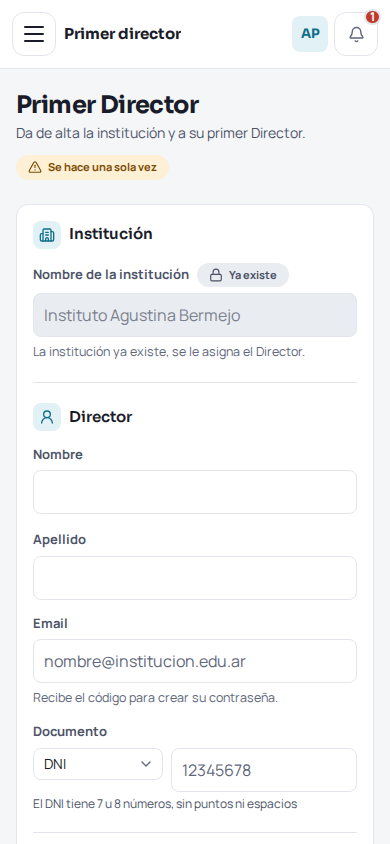 Primer director
AP
1
Primer Director
Da de alta la institución y a su primer Director.
Se hace una sola vez
Institución
Nombre de la institución
Ya existe
Instituto Agustina Bermejo
La institución ya existe, se le asigna el Director.
Director
Nombre
Apellido
Email
nombre@institucion.edu.ar
Recibe el código para crear su contraseña.
Documento
DNI
12345678
El DNI tiene 7 u 8 números, sin puntos ni espacios